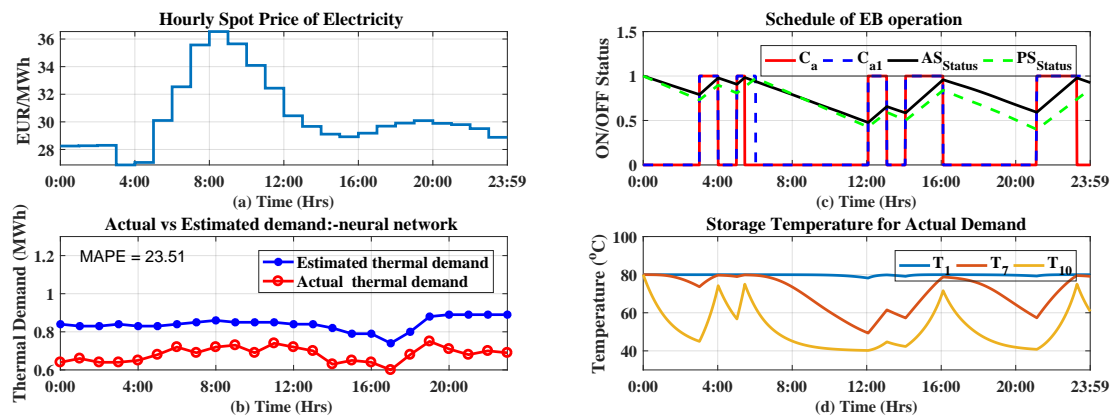 Hourly Spot Price of Electricity
EUR/MWh
36
34
32
30
28
0:00 4:00 8:00 12:00 16:00 20:00 23:59
(a) Time (Hrs)
Schedule of EB operation
ON/OFF Status
1.5
1
0.5
0
C_a C_a1 AS_Status PS_Status
0:00 4:00 8:00 12:00 16:00 20:00 23:59
(c) Time (Hrs)
Actual vs Estimated demand:-neural network
Thermal Demand (MWh)
1.2
1
0.8
0.6
MAPE = 23.51
Estimated thermal demand
Actual thermal demand
0:00 4:00 8:00 12:00 16:00 20:00
(b) Time (Hrs)
Storage Temperature for Actual Demand
Temperature (°C)
100
80
60
40
T_1 T_7 T_10
0:00 4:00 8:00 12:00 16:00 20:00 23:59
(d) Time (Hrs)